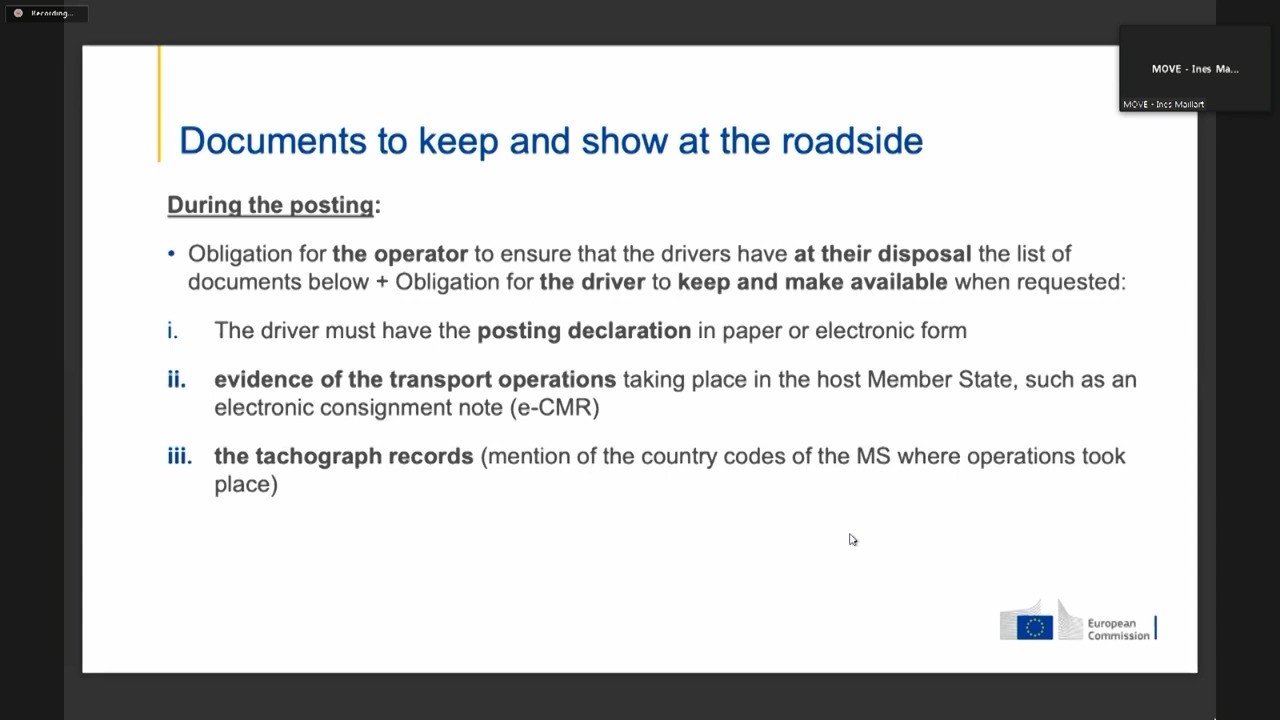 Recording...
MOVE - Ines Ma...
MOVE - Ines Maillart
Documents to keep and show at the roadside
During the posting:
• Obligation for the operator to ensure that the drivers have at their disposal the list of
documents below + Obligation for the driver to keep and make available when requested:
i. The driver must have the posting declaration in paper or electronic form
ii. evidence of the transport operations taking place in the host Member State, such as an
electronic consignment note (e-CMR)
iii. the tachograph records (mention of the country codes of the MS where operations took
place)
European
Commission